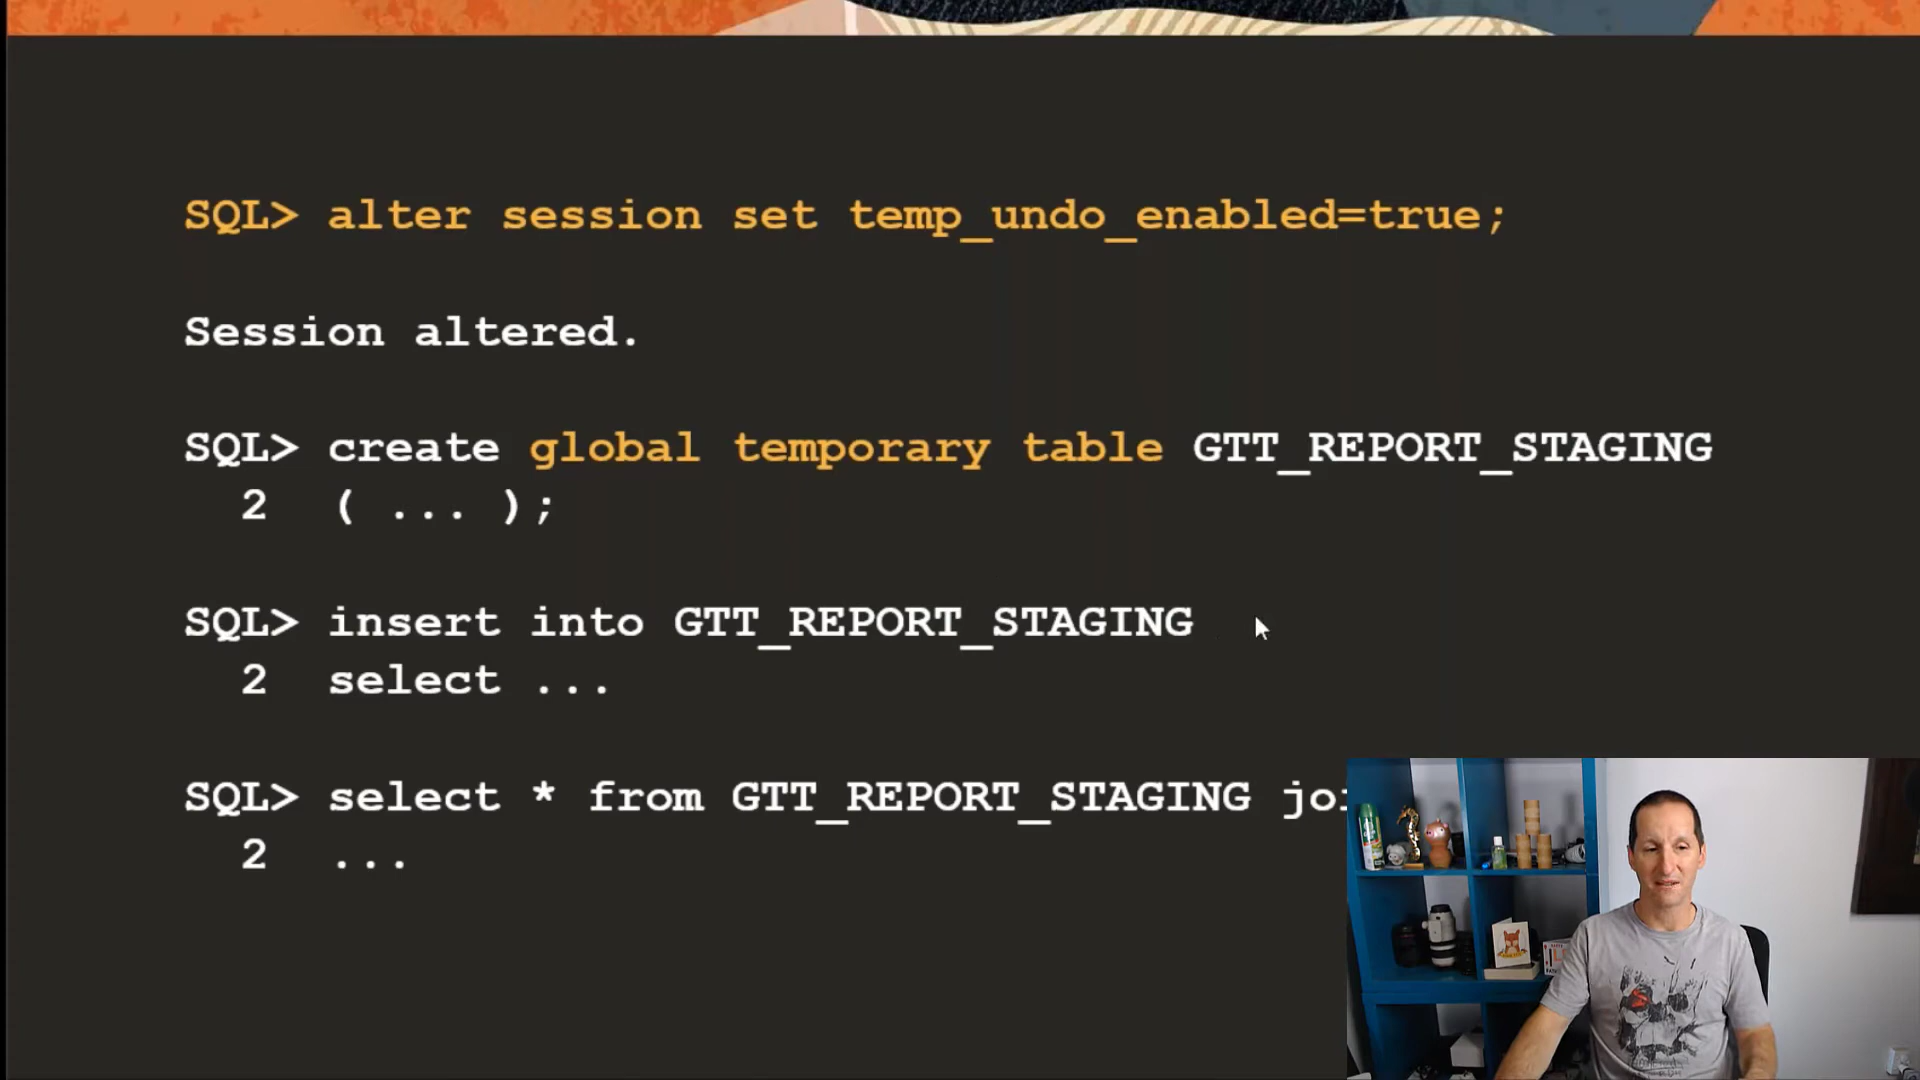 SQL> alter session set temp_undo_enabled=true;
Session altered.
SQL> create global temporary table GTT_REPORT_STAGING
2 ( ... );
SQL> insert into GTT_REPORT_STAGING
2 select ...
SQL> select * from GTT_REPORT_STAGING
2 ...